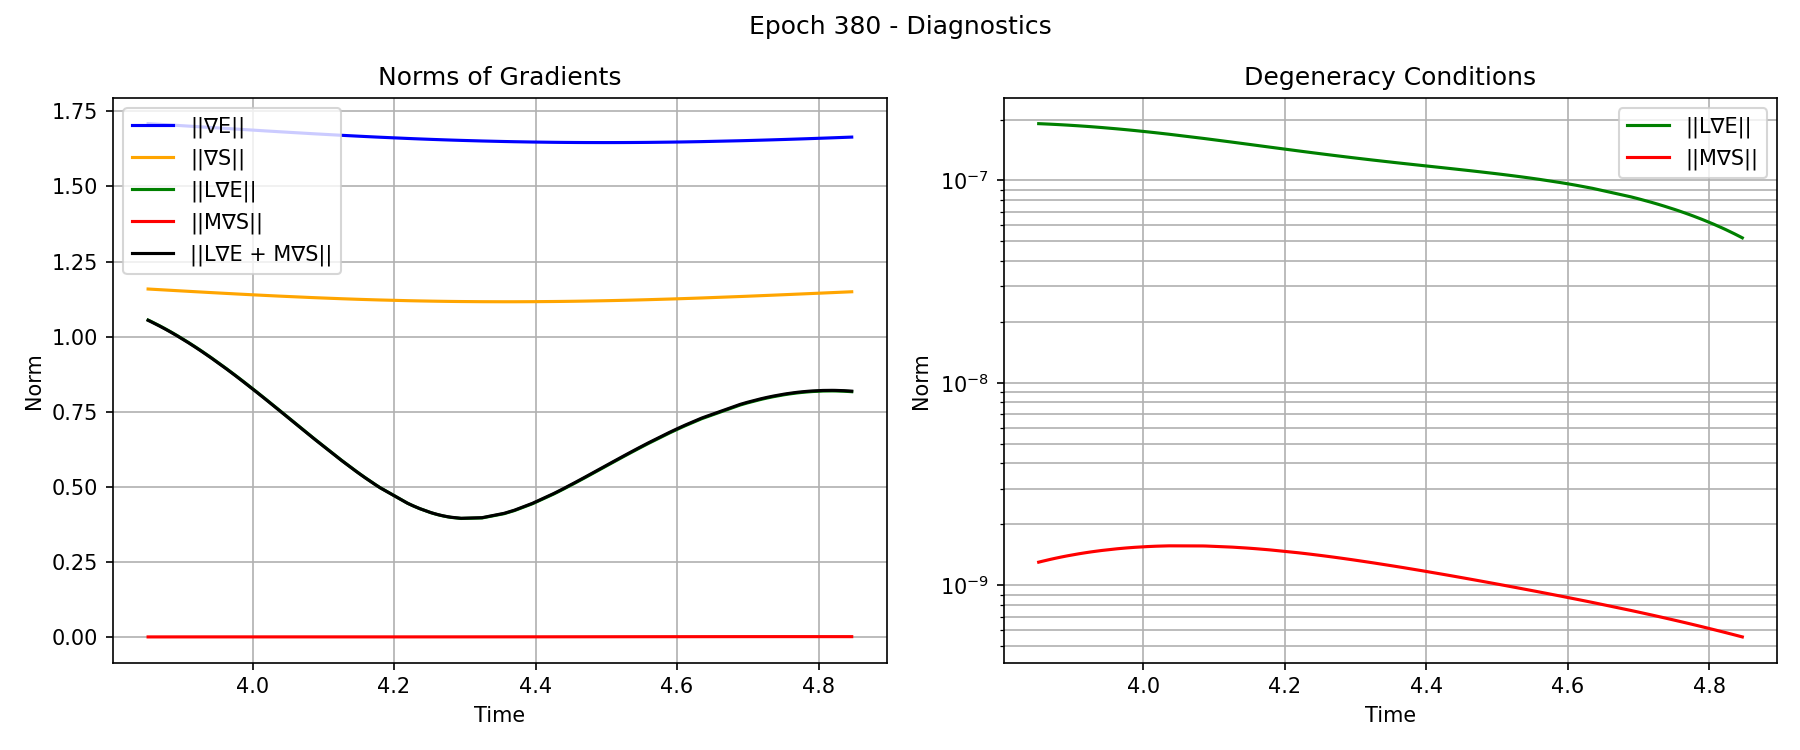 Epoch 380 - Diagnostics
Norms of Gradients
Norm
1.75
1.50
1.25
1.00
0.75
0.50
0.25
0.00
||∇E||
||∇S||
||L∇E||
||M∇S||
||L∇E + M∇S||
4.0 4.2 4.4 4.6 4.8
Time
Degeneracy Conditions
Norm
10⁻⁷
10⁻⁸
10⁻⁹
||L∇E||
||M∇S||
4.0 4.2 4.4 4.6 4.8
Time